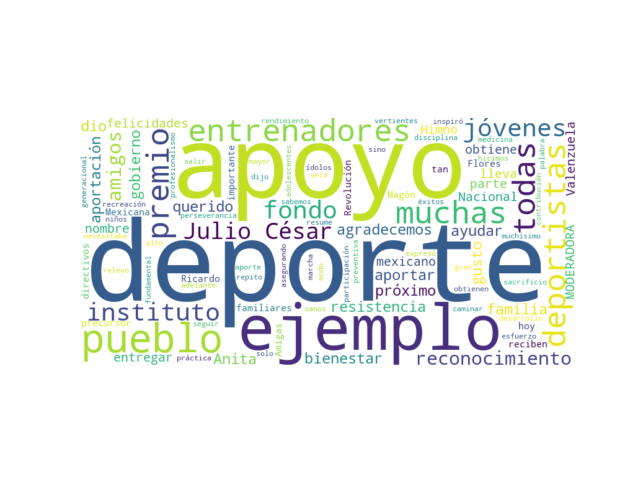 dio
felicidades
rendimiento
vertientes
inspiró
Himno
jóvenes
entrenadores
disciplina
medicina
hicimos
palabra
Valenzuela
generacional
aportación
amigos
gobierno
profesionalismo
premio
apoyo
salir
mayor
dijo
importante
adolescentes
ídolos
vida
sabemos
sino
Revolución
Magón
tan
obtiene
Flores
lleva
parte
Nacional
todas
contribución
deportistas
recreación
niños
Mexicana
querido
perseverancia
fondo
resume
éxitos
muchas
nombre
Julio César
agradecemos
ayudar
muchísimo
MODERADORA
necesitaba
directivos
relevo
alto
fundamental
adelante
Ricardo
deporte
aporte
repito
asegurando
marcha
modo
participación
preventiva
mexicano
aportar
próximo
expresó
gran
gusto
obtienen
caminar
sacrificio
instituto
familiares
sanos
resistencia
familia
desarrollo
precursor
seguir
ejemplo
hoy
esfuerzo
reciben
pueblo
entregar
práctica
Anita
solo
Amigas
bienestar
reconocimiento